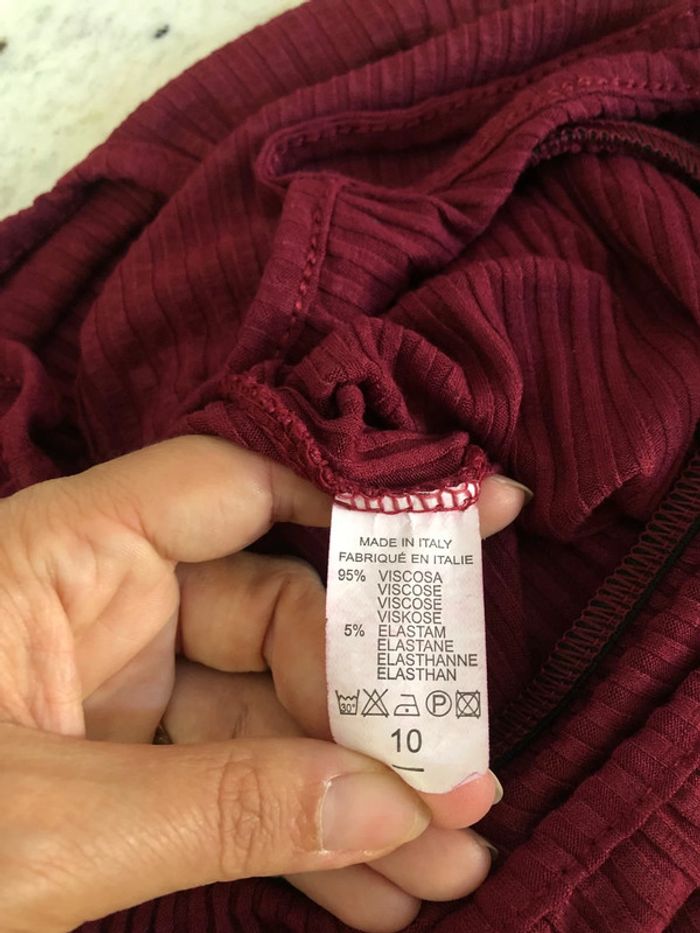 MADE IN ITALY
FABRIQUÉ EN ITALIE
95% VISCOSA
VISCOSE
VISCOSE
VISKOSE
5% ELASTAM
ELASTANE
ELASTHANNE
ELASTHAN
30° P
10